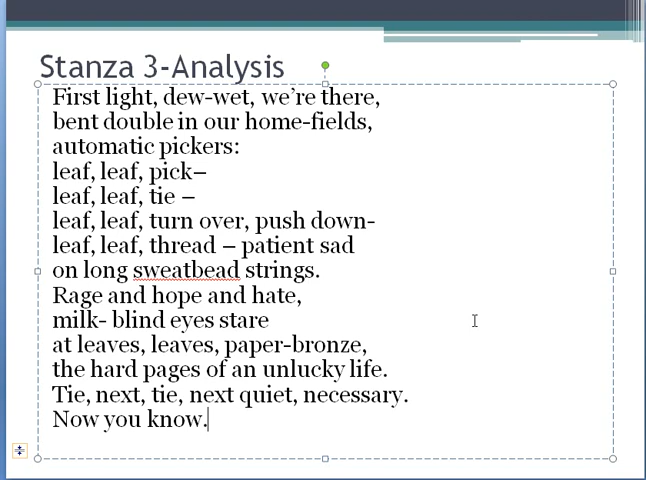 Stanza 3-Analysis
First light, dew-wet, we’re there,
bent double in our home-fields,
automatic pickers:
leaf, leaf, pick–
leaf, leaf, tie –
leaf, leaf, turn over, push down-
leaf, leaf, thread – patient sad
on long sweatbead strings.
Rage and hope and hate,
milk- blind eyes stare
at leaves, leaves, paper-bronze,
the hard pages of an unlucky life.
Tie, next, tie, next quiet, necessary.
Now you know.